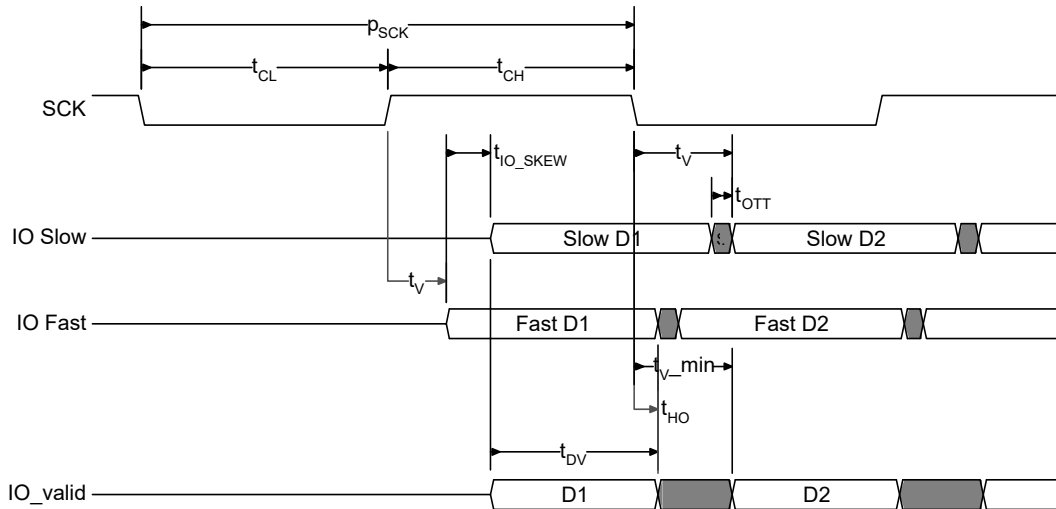 pSCK
tCL
tCH
SCK
tIO_SKEW
tV
tOTT
IO Slow
Slow D1
Slow D2
tV
IO Fast
Fast D1
Fast D2
tV_min
tHO
tDV
IO_valid
D1
D2